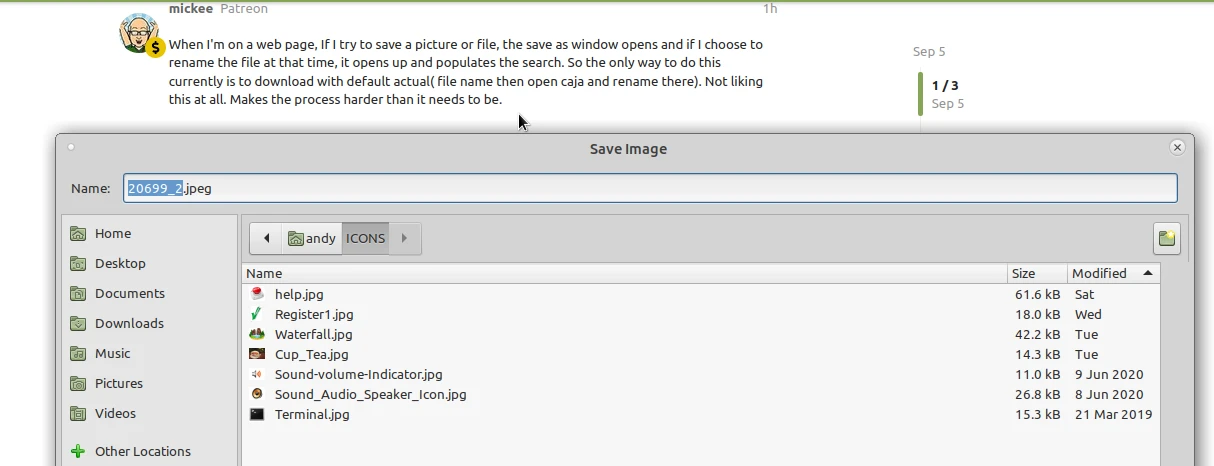 mickee Patreon 1h
When I'm on a web page, If I try to save a picture or file, the save as window opens and if I choose to
rename the file at that time, it opens up and populates the search. So the only way to do this
currently is to download with default actual( file name then open caja and rename there). Not liking
this at all. Makes the process harder than it needs to be.
$
Sep 5
1 / 3
Sep 5
Save Image
Name: 20699_2.jpeg
Home
Desktop
Documents
Downloads
Music
Pictures
Videos
Other Locations
andy ICONS
Name Size Modified
help.jpg 61.6 kB Sat
Register1.jpg 18.0 kB Wed
Waterfall.jpg 42.2 kB Tue
Cup_Tea.jpg 14.3 kB Tue
Sound-volume-Indicator.jpg 11.0 kB 9 Jun 2020
Sound_Audio_Speaker_Icon.jpg 26.8 kB 8 Jun 2020
Terminal.jpg 15.3 kB 21 Mar 2019